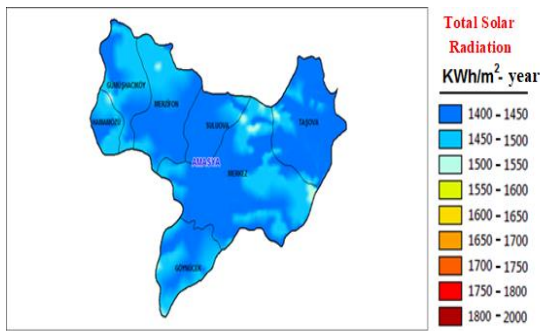 Total Solar
Radiation
KWh/m²- year
GÜMÜŞHACIKÖY
MERZİFON
HAMAMÖZÜ
SULUOVA
TAŞOVA
AMASYA
MERKEZ
GÖYNÜCEK
1400 - 1450
1450 - 1500
1500 - 1550
1550 - 1600
1600 - 1650
1650 - 1700
1700 - 1750
1750 - 1800
1800 - 2000